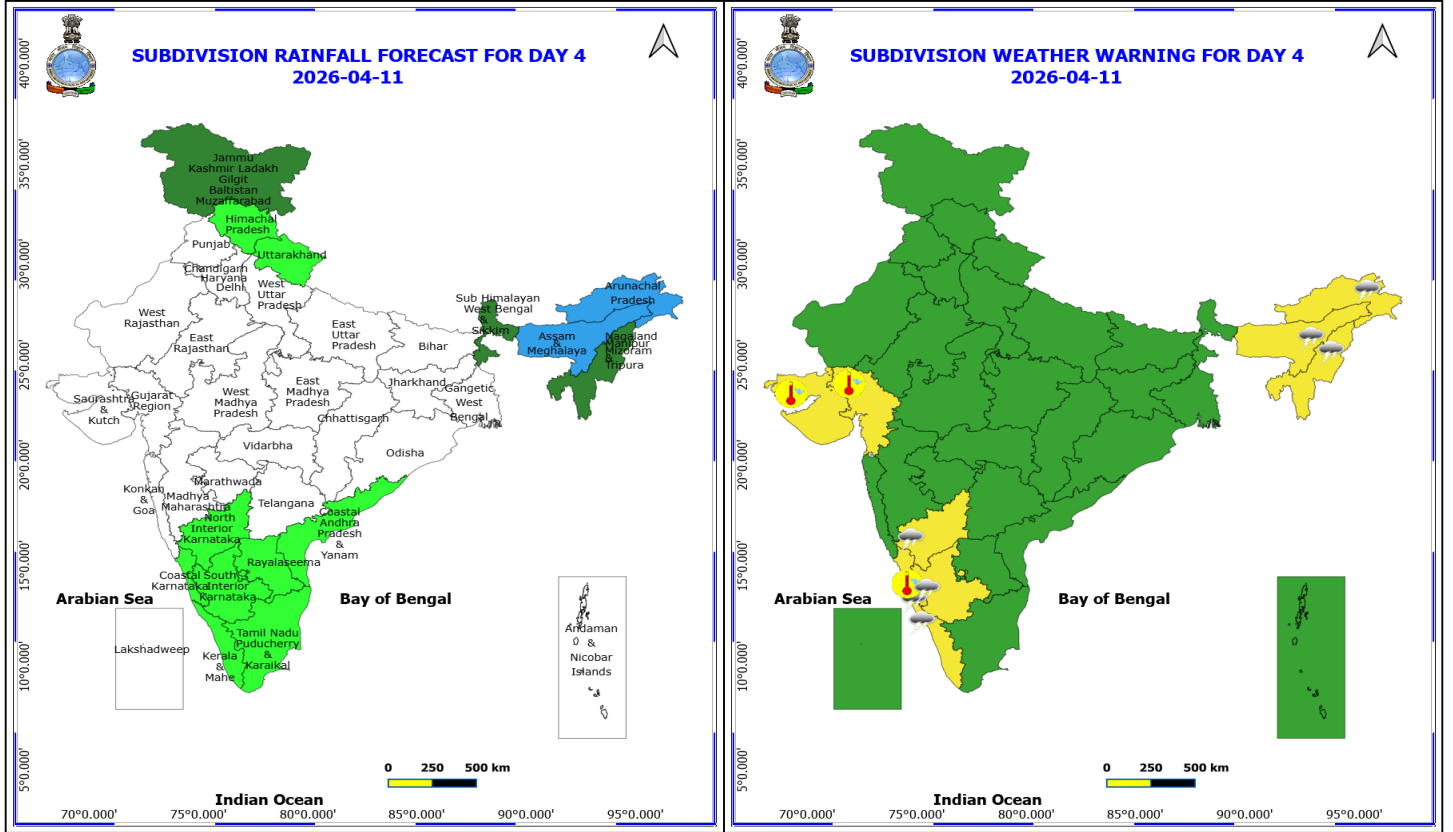 SUBDIVISION RAINFALL FORECAST FOR DAY 4
2026-04-11
40°0.000'
35°0.000'
30°0.000'
25°0.000'
20°0.000'
15°0.000'
10°0.000'
5°0.000'
Jammu
Kashmir Ladakh
Gilgit
Baltistan
Muzaffarabad
Himachal
Pradesh
Punjab
Uttarakhand
Chandigarh
Haryana
Delhi
West
Uttar
Pradesh
Arunachal
Pradesh
Sub Himalayan
West Bengal
&
Sikkim
West
Rajasthan
East
Rajasthan
East
Uttar
Pradesh
Bihar
Assam
&
Meghalaya
Nagaland
Manipur
Mizoram
&
Tripura
Saurashtra
&
Kutch
Gujarat
Region
West
Madhya
Pradesh
East
Madhya
Pradesh
Jharkhand
Gangetic
West
Bengal
Chhattisgarh
Vidarbha
Odisha
Konkan
&
Goa
Madhya
Maharashtra
Marathwada
Telangana
North
Interior
Karnataka
Coastal
Andhra
Pradesh
&
Yanam
Rayalaseema
Coastal
Karnataka
South
Interior
Karnataka
Arabian Sea
Bay of Bengal
Lakshadweep
Kerala
&
Mahe
Tamil Nadu
Puducherry
&
Karaikal
Andaman
&
Nicobar
Islands
0 250 500 km
Indian Ocean
70°0.000' 75°0.000' 80°0.000' 85°0.000' 90°0.000' 95°0.000'
SUBDIVISION WEATHER WARNING FOR DAY 4
2026-04-11
40°0.000'
35°0.000'
30°0.000'
25°0.000'
20°0.000'
15°0.000'
10°0.000'
5°0.000'
Arabian Sea
Bay of Bengal
0 250 500 km
Indian Ocean
70°0.000' 75°0.000' 80°0.000' 85°0.000' 90°0.000' 95°0.000'